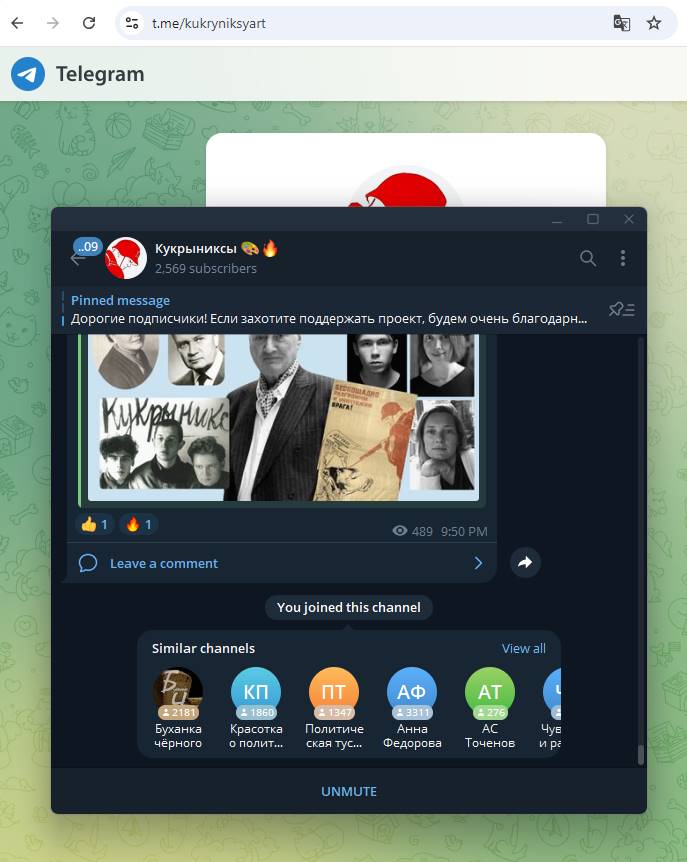 t.me/kukryniksyart
Telegram
..09
Кукрыниксы 🎨🔥
2,569 subscribers
Pinned message
Дорогие подписчики! Если захотите поддержать проект, будем очень благодарн...
Кукрыникс
БЕСПОЩАДНО
РАЗГРОМИМ
И УНИЧТОЖИМ
ВРАГА!
👍 1 🔥 1
489 9:50 PM
Leave a comment
You joined this channel
Similar channels View all
БЧ КП ПТ АФ АТ
2181 1860 1347 3311 276
Буханка Красотка Политиче Анна АС Чув
чёрного о полит... ская тус... Федорова Точенов и ра
UNMUTE